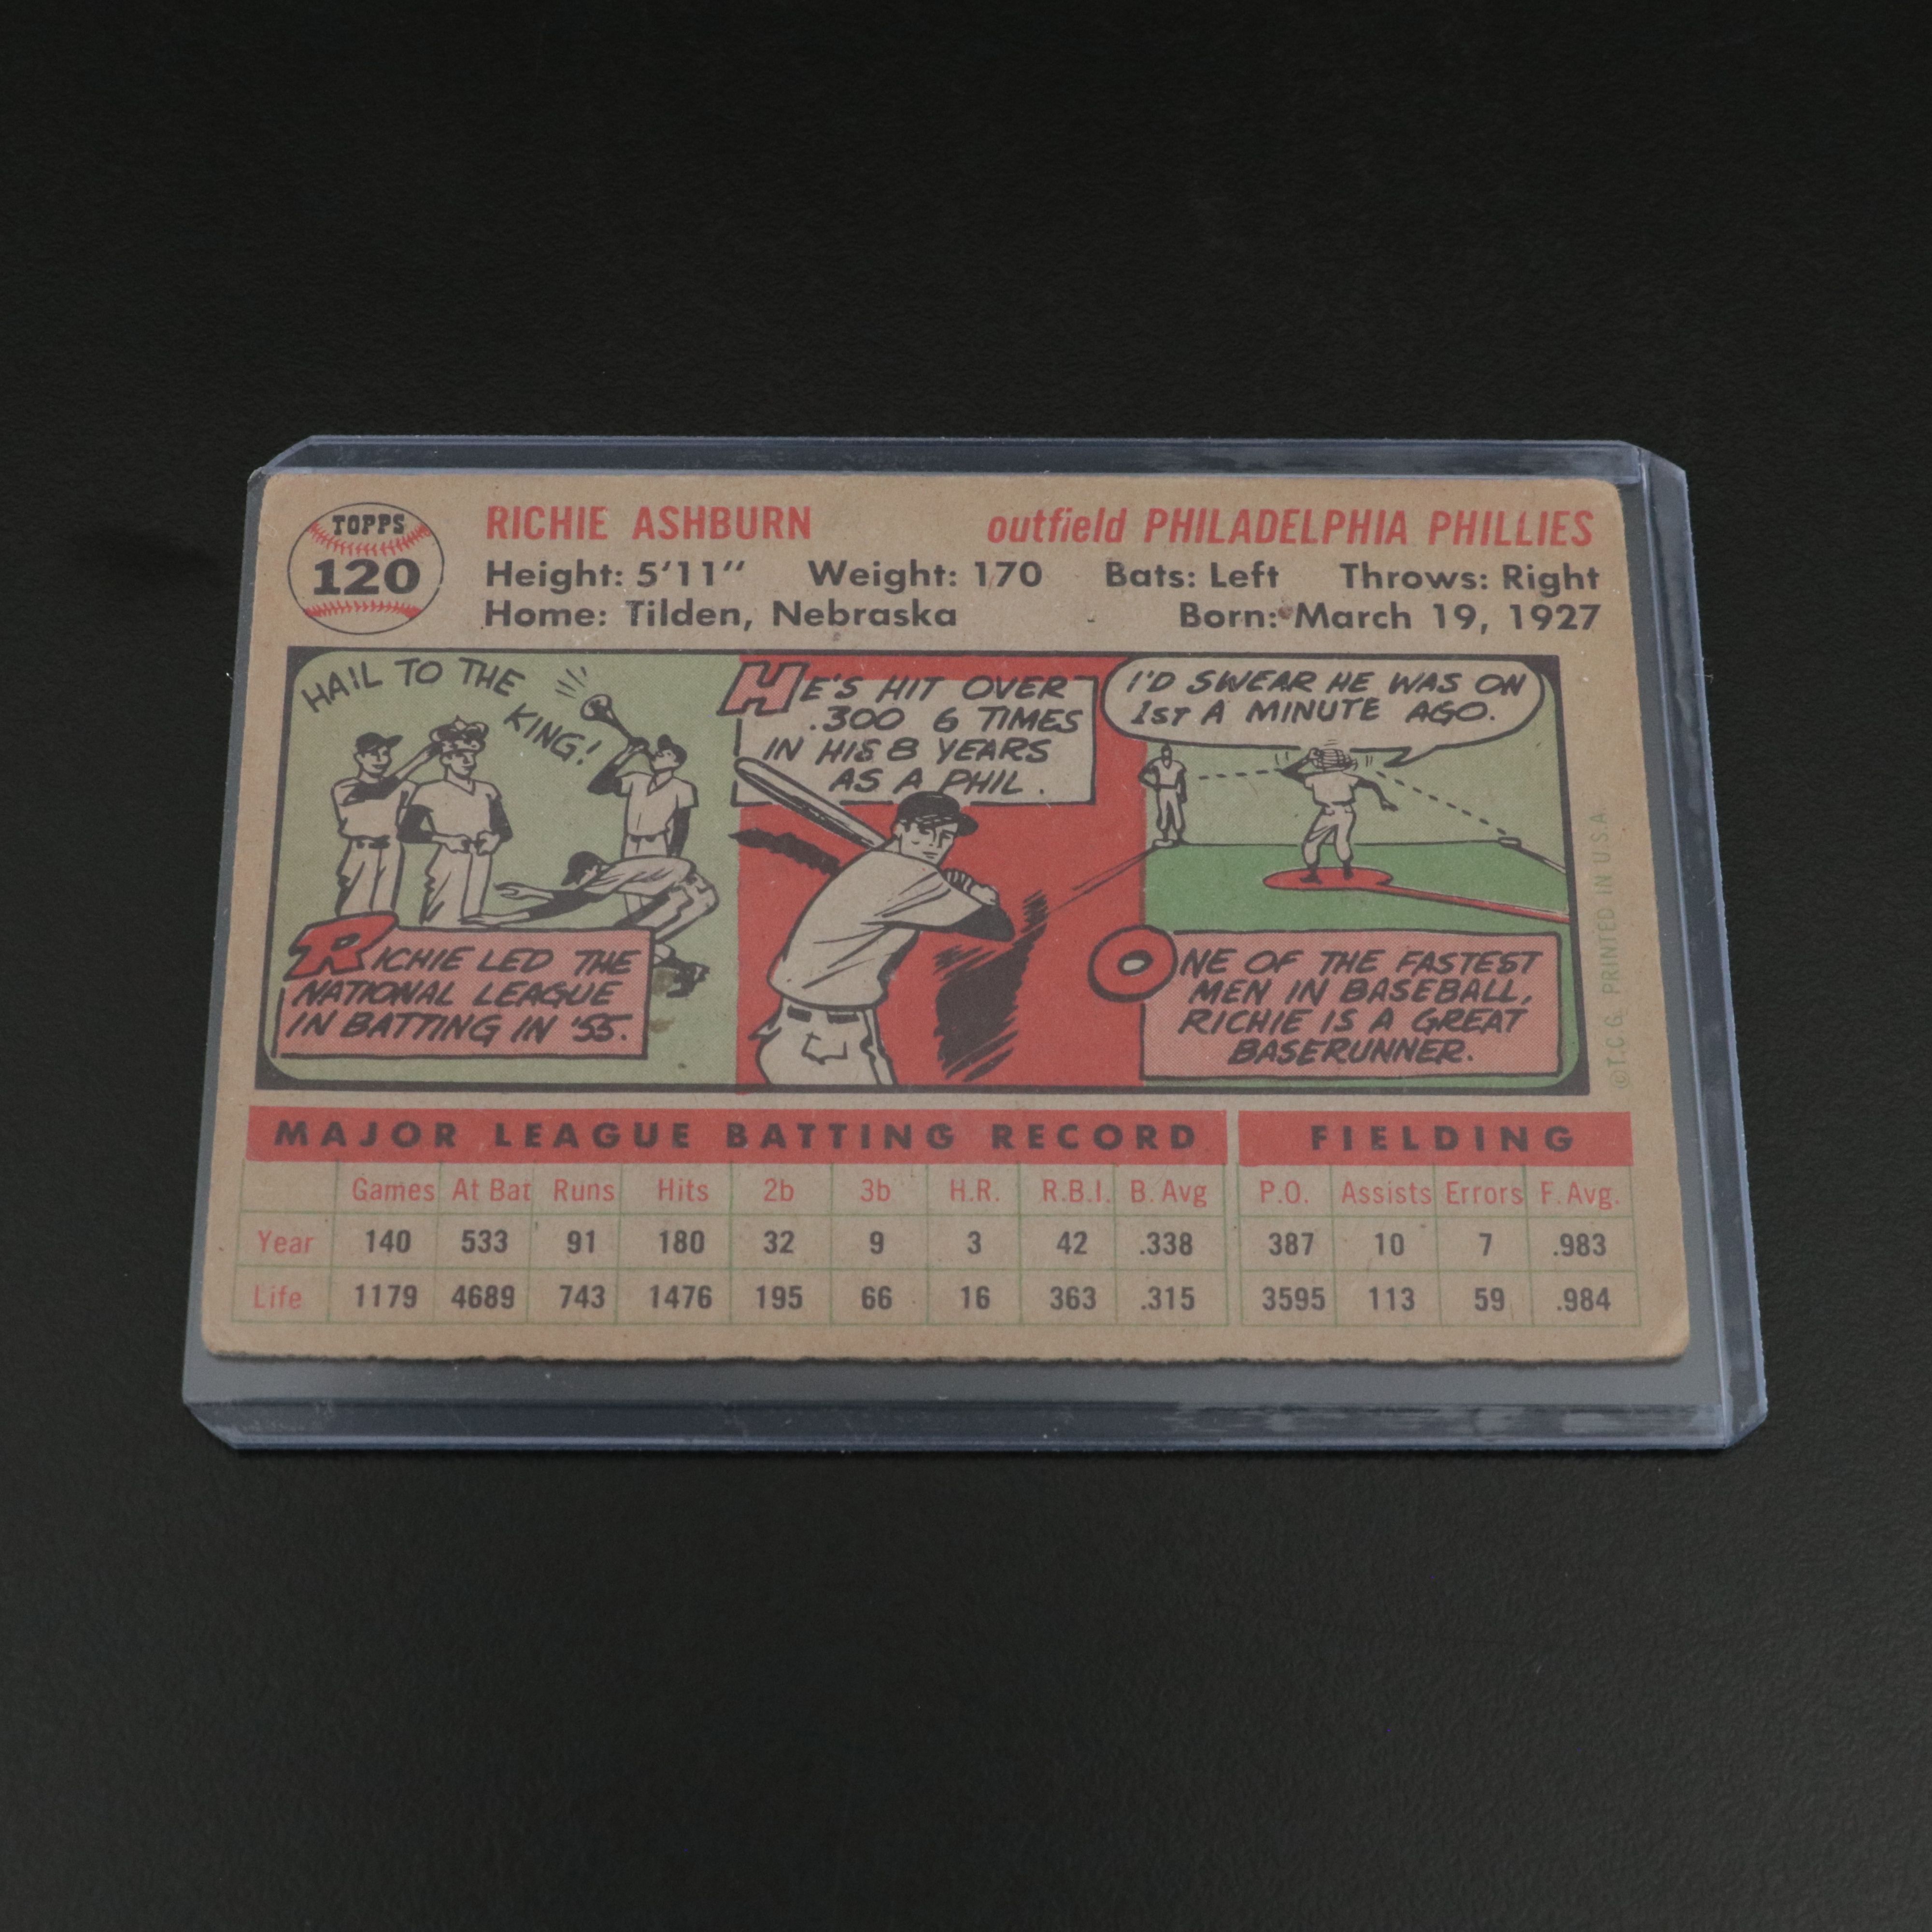 TOPPS
120
RICHIE ASHBURN
outfield PHILADELPHIA PHILLIES
Height: 5'11" Weight: 170 Bats: Left Throws: Right
Home: Tilden, Nebraska Born: March 19, 1927
HAIL TO THE
KING!
RICHIE LED THE
NATIONAL LEAGUE
IN BATTING IN '55.
HE'S HIT OVER
.300 6 TIMES
IN HIS 8 YEARS
AS A PHIL.
I'D SWEAR HE WAS ON
1ST A MINUTE AGO.
ONE OF THE FASTEST
MEN IN BASEBALL,
RICHIE IS A GREAT
BASERUNNER.
©T.C.G. PRINTED IN U.S.A.
MAJOR LEAGUE BATTING RECORD FIELDING
Games At Bat Runs Hits 2b 3b H.R. R.B.I. B. Avg P.O. Assists Errors F. Avg.
Year 140 533 91 180 32 9 3 42 .338 387 10 7 .983
Life 1179 4689 743 1476 195 66 16 363 .315 3595 113 59 .984